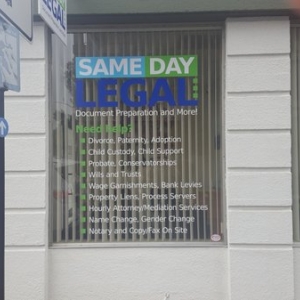 SAME DAY
LEGAL
Document Preparation and More!
Need Help?
Divorce, Paternity, Adoption
Child Custody, Child Support
Probate, Conservatorships
Wills and Trusts
Wage Garnishments, Bank Levies
Property Liens, Process Servers
Hourly Attorney/Mediation Services
Name Change, Gender Change
Notary and Copy/Fax On Site